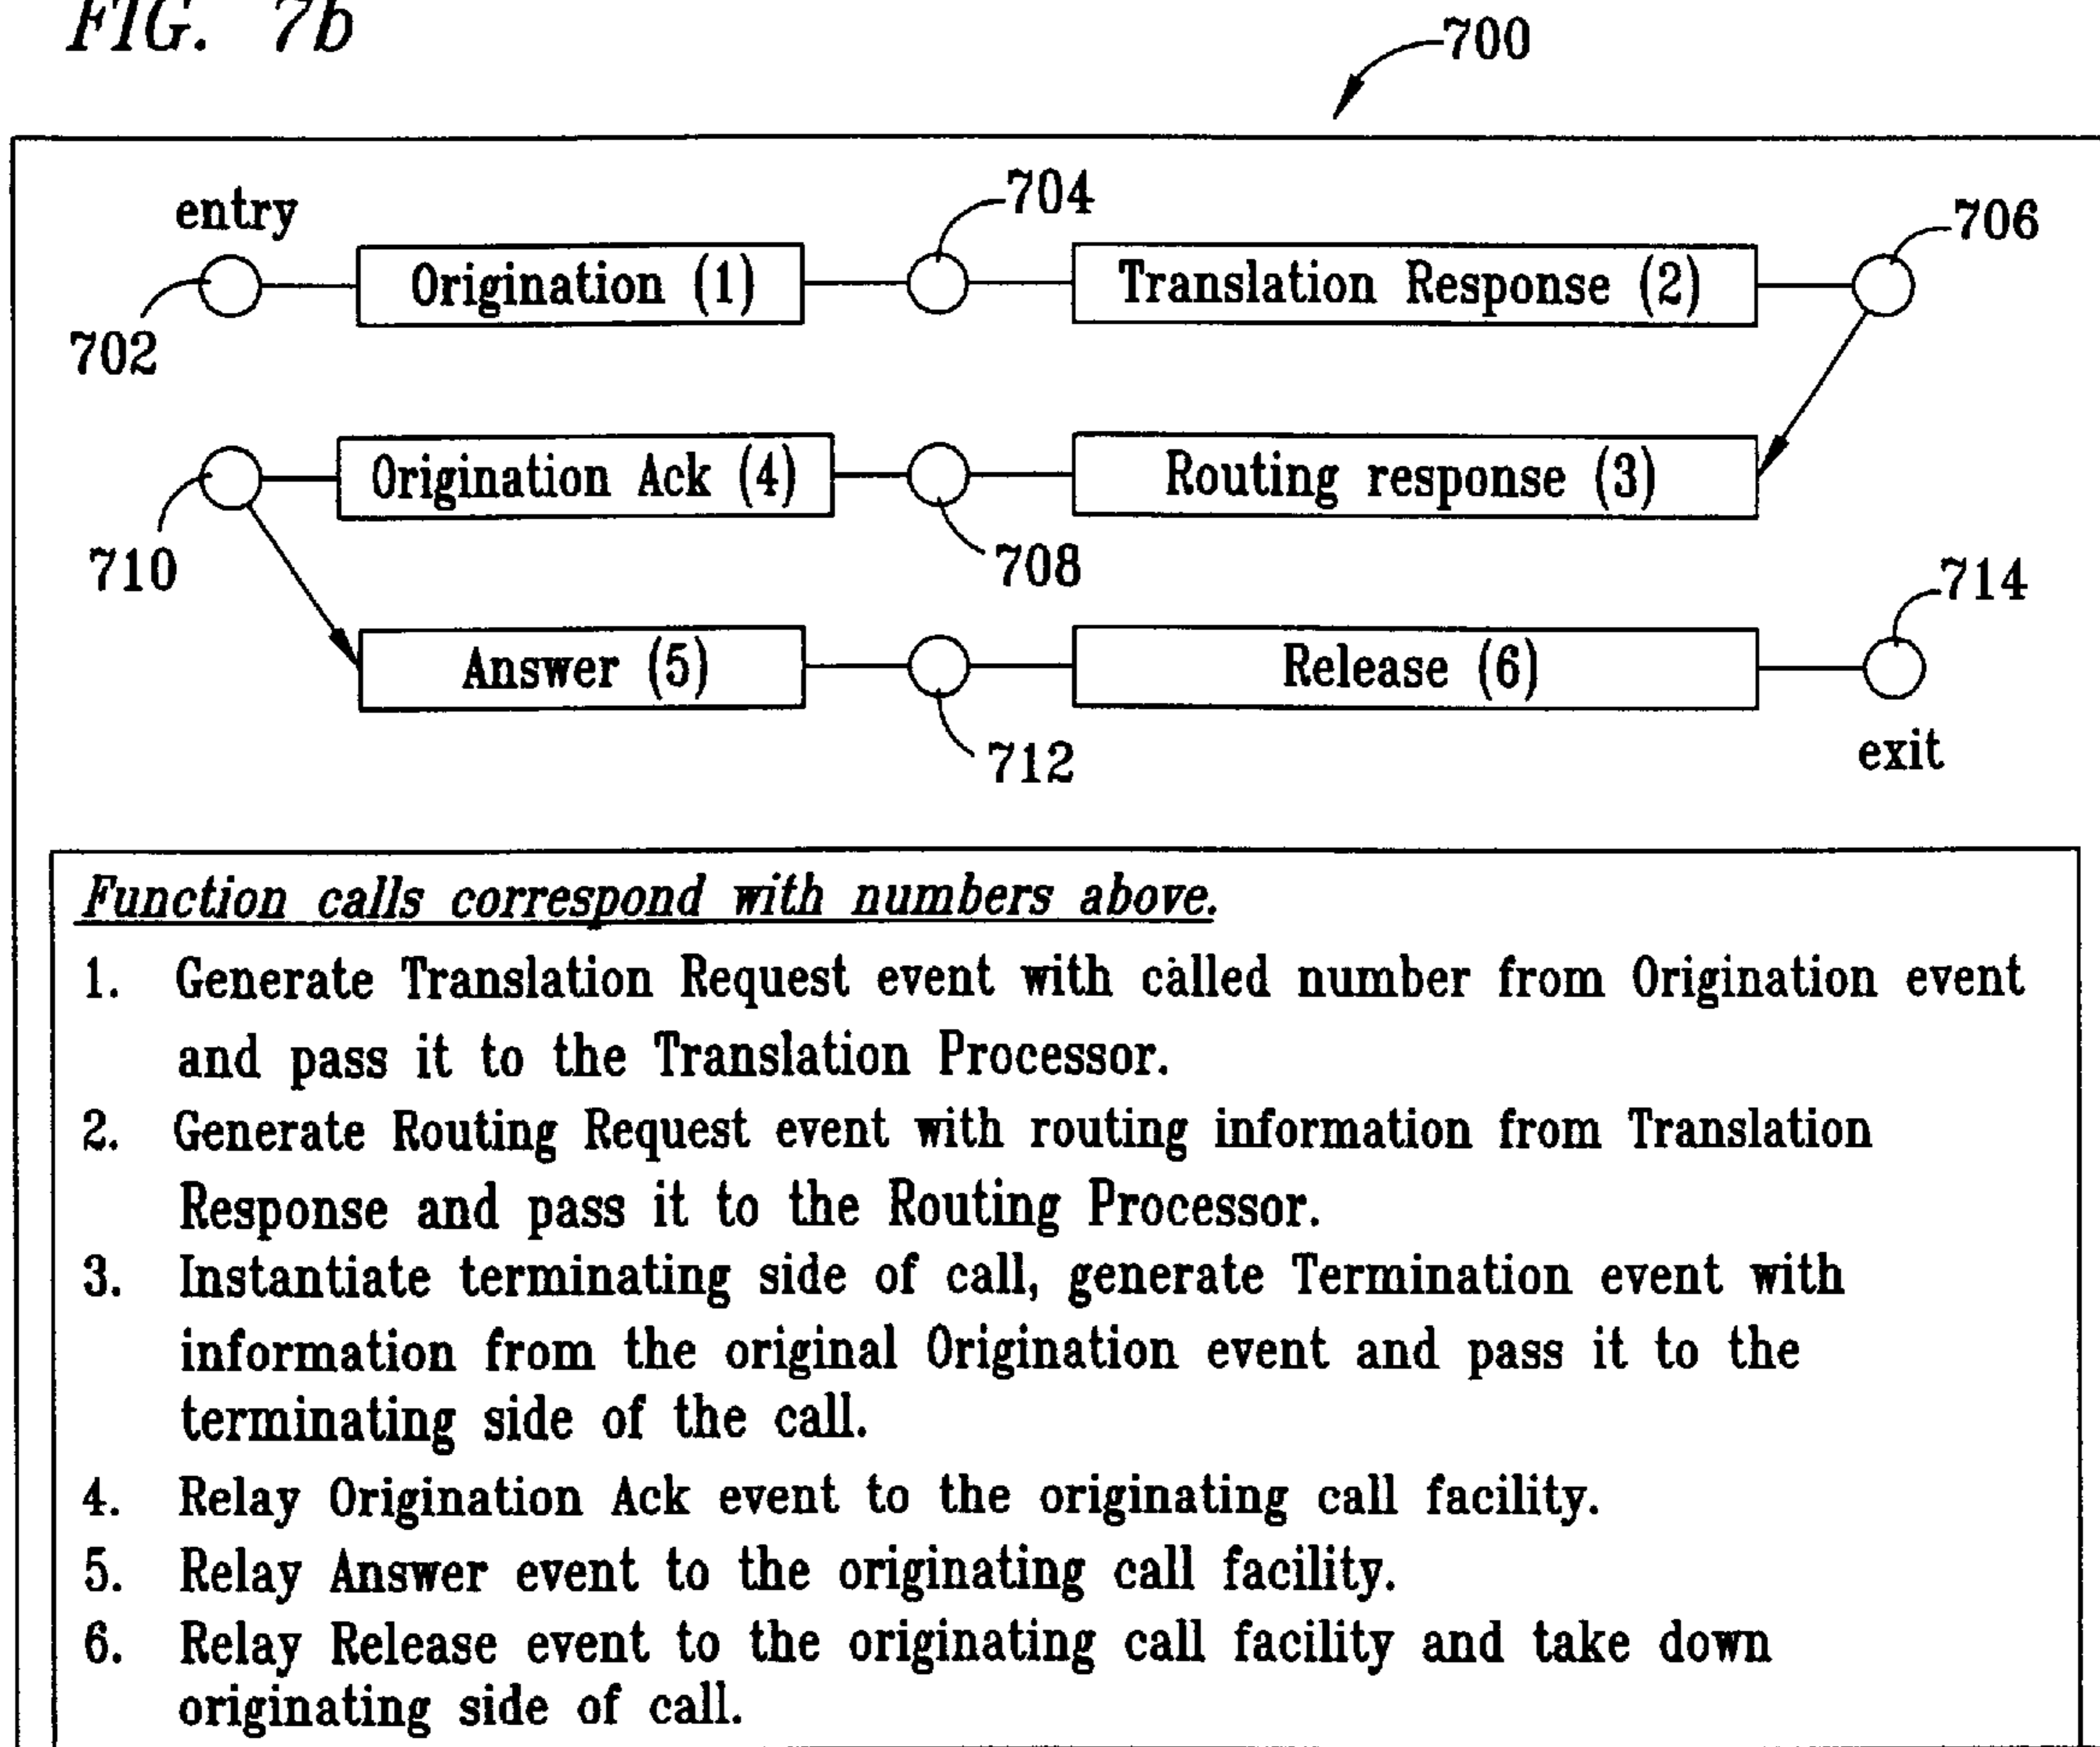 FIG. 7b
700
entry
704
706
Origination (1)
Translation Response (2)
702
Origination Ack (4)
Routing response (3)
710
708
714
Answer (5)
Release (6)
712
exit
Function calls correspond with numbers above.
1. Generate Translation Request event with called number from Origination event
and pass it to the Translation Processor.
2. Generate Routing Request event with routing information from Translation
Response and pass it to the Routing Processor.
3. Instantiate terminating side of call, generate Termination event with
information from the original Origination event and pass it to the
terminating side of the call.
4. Relay Origination Ack event to the originating call facility.
5. Relay Answer event to the originating call facility.
6. Relay Release event to the originating call facility and take down
originating side of call.